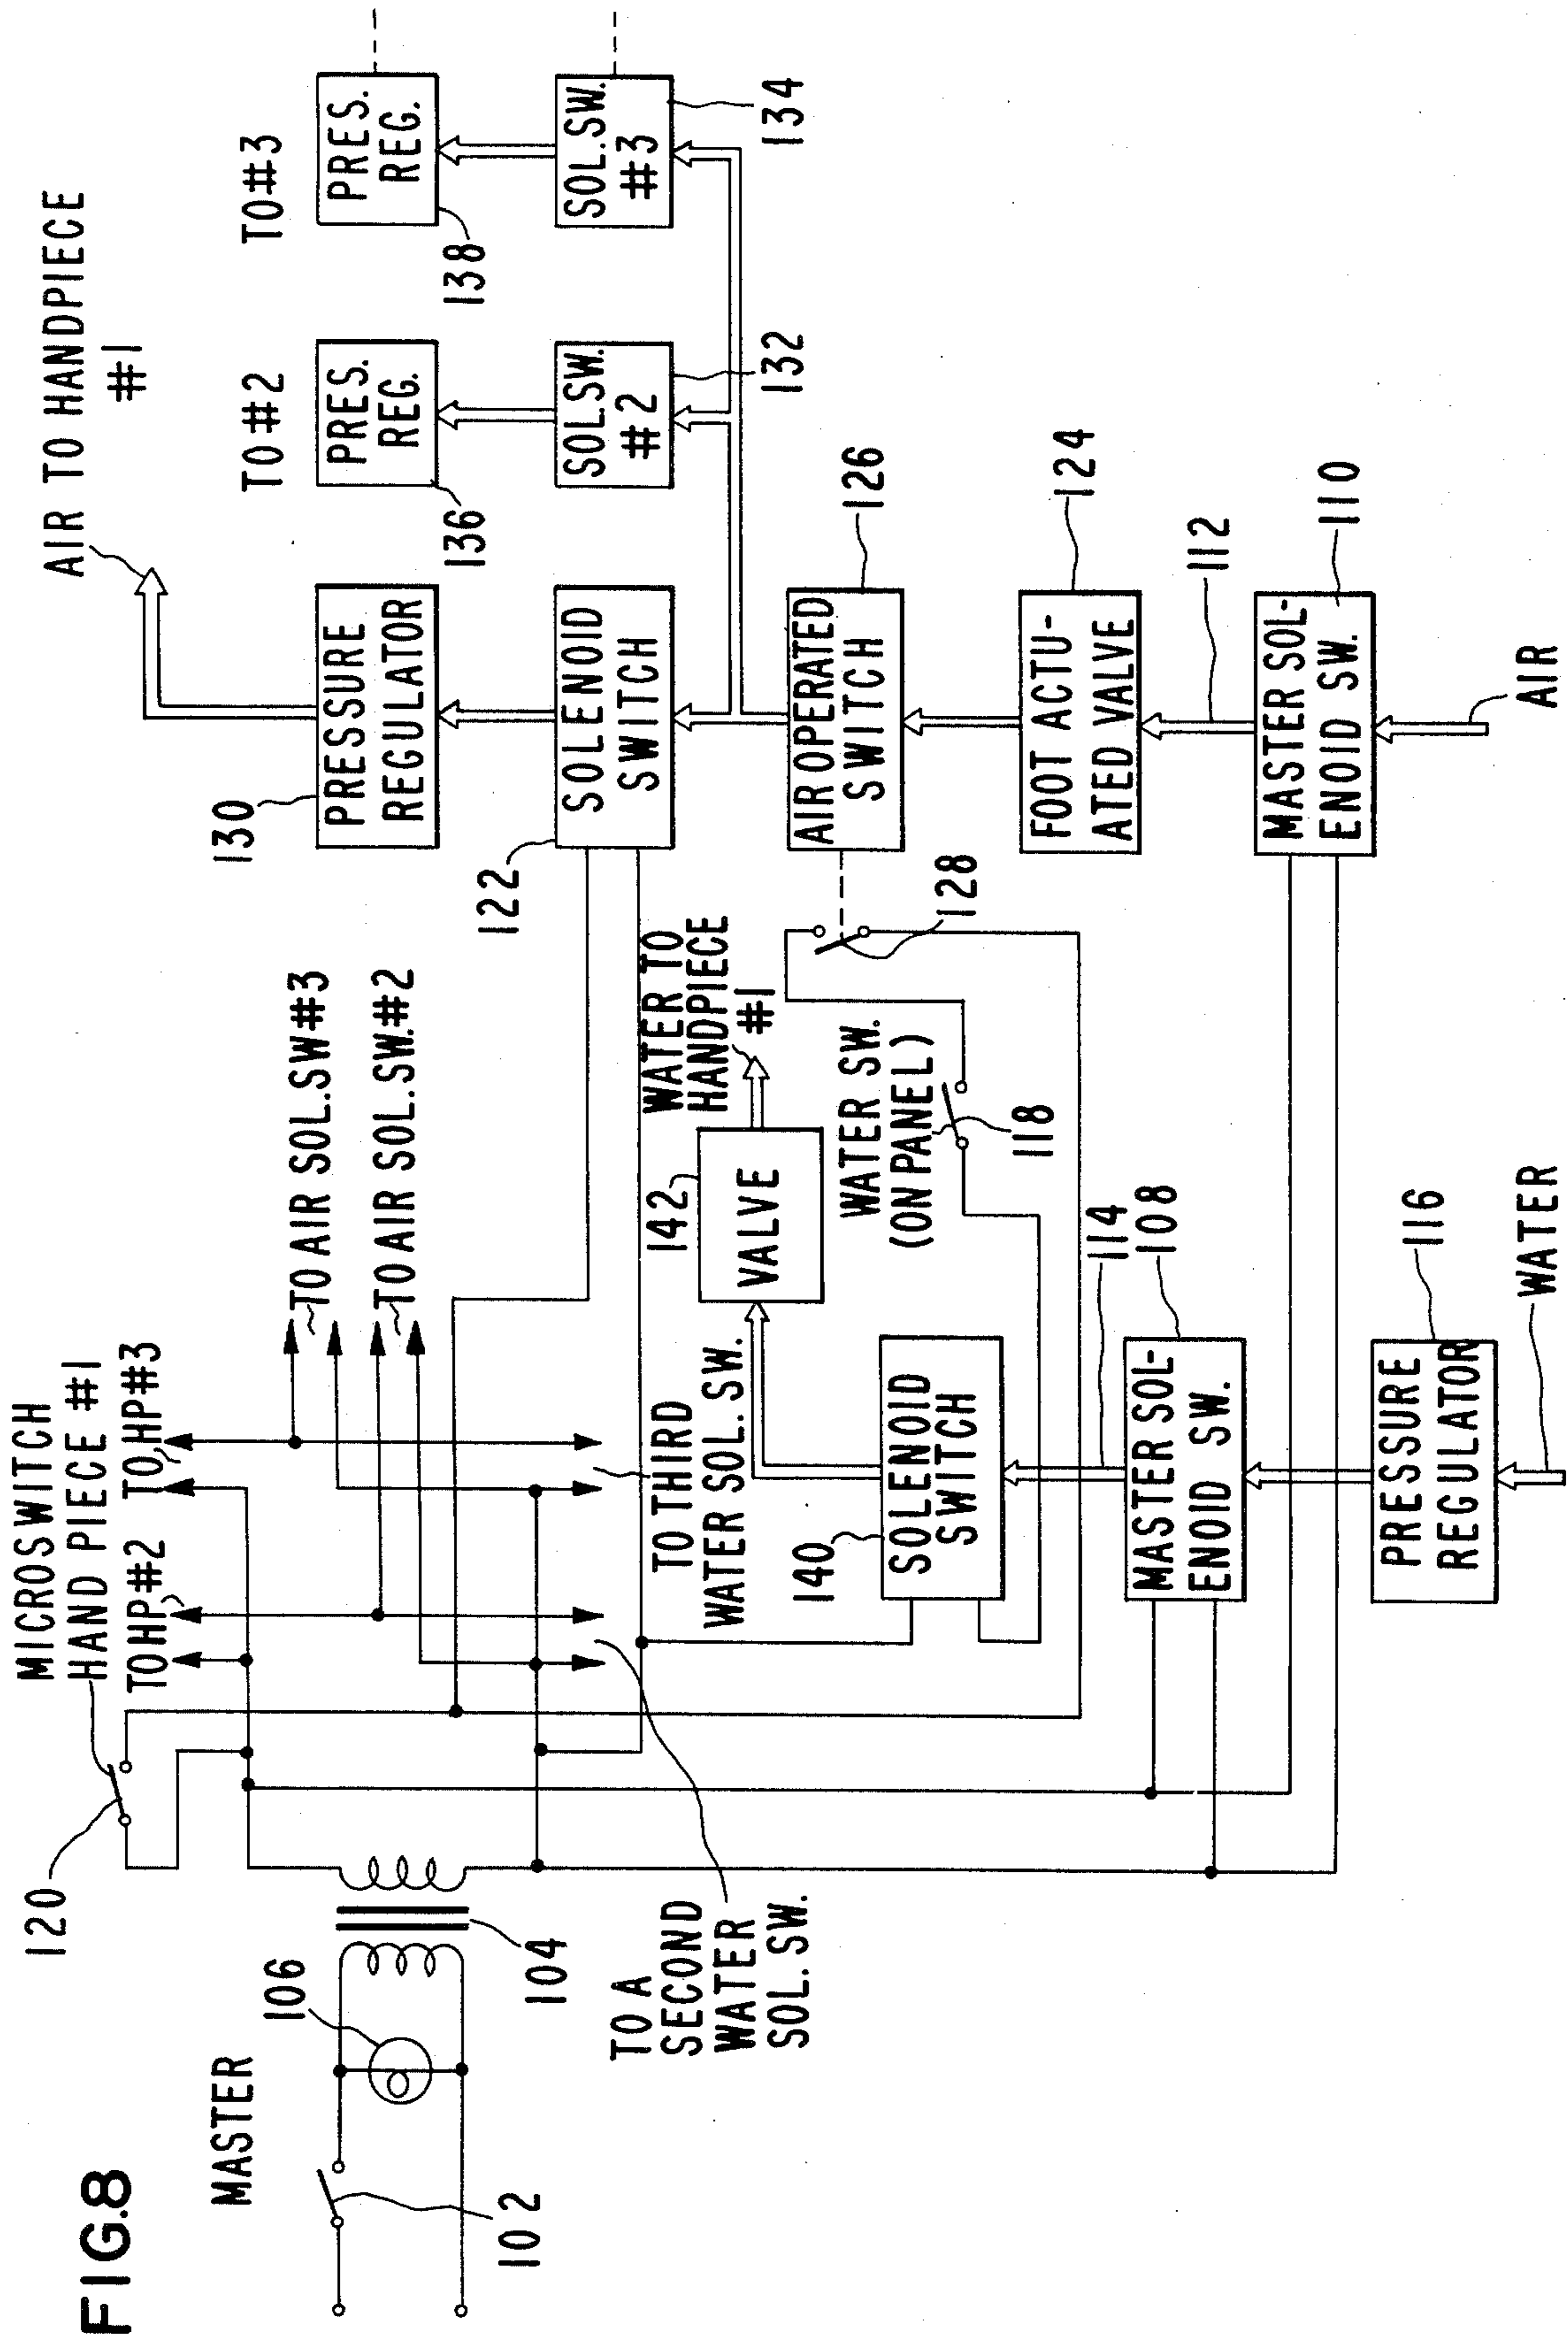 FIG.8
MASTER
102
106
104
120
MICROSWITCH
HAND PIECE #1
TO HP#2
TO HP#3
TO AIR SOL.SW#3
TO AIR SOL.SW.#2
TO A
SECOND
WATER
SOL.SW.
TO THIRD
WATER SOL.SW.
AIR TO HANDPIECE
#1
130
PRESSURE
REGULATOR
TO#2
PRES.
REG.
136
TO#3
PRES.
REG.
138
122
SOLENOID
SWITCH
SOL.SW.
#2
132
SOL.SW.
#3
134
WATER TO
HANDPIECE
#1
142
VALVE
AIR OPERATED
SWITCH
126
128
WATER SW.
(ON PANEL)
118
140
SOLENOID
SWITCH
FOOT ACTU-
ATED VALVE
124
114
112
108
MASTER SOL-
ENOID SW.
MASTER SOL-
ENOID SW.
110
116
PRESSURE
REGULATOR
WATER
AIR